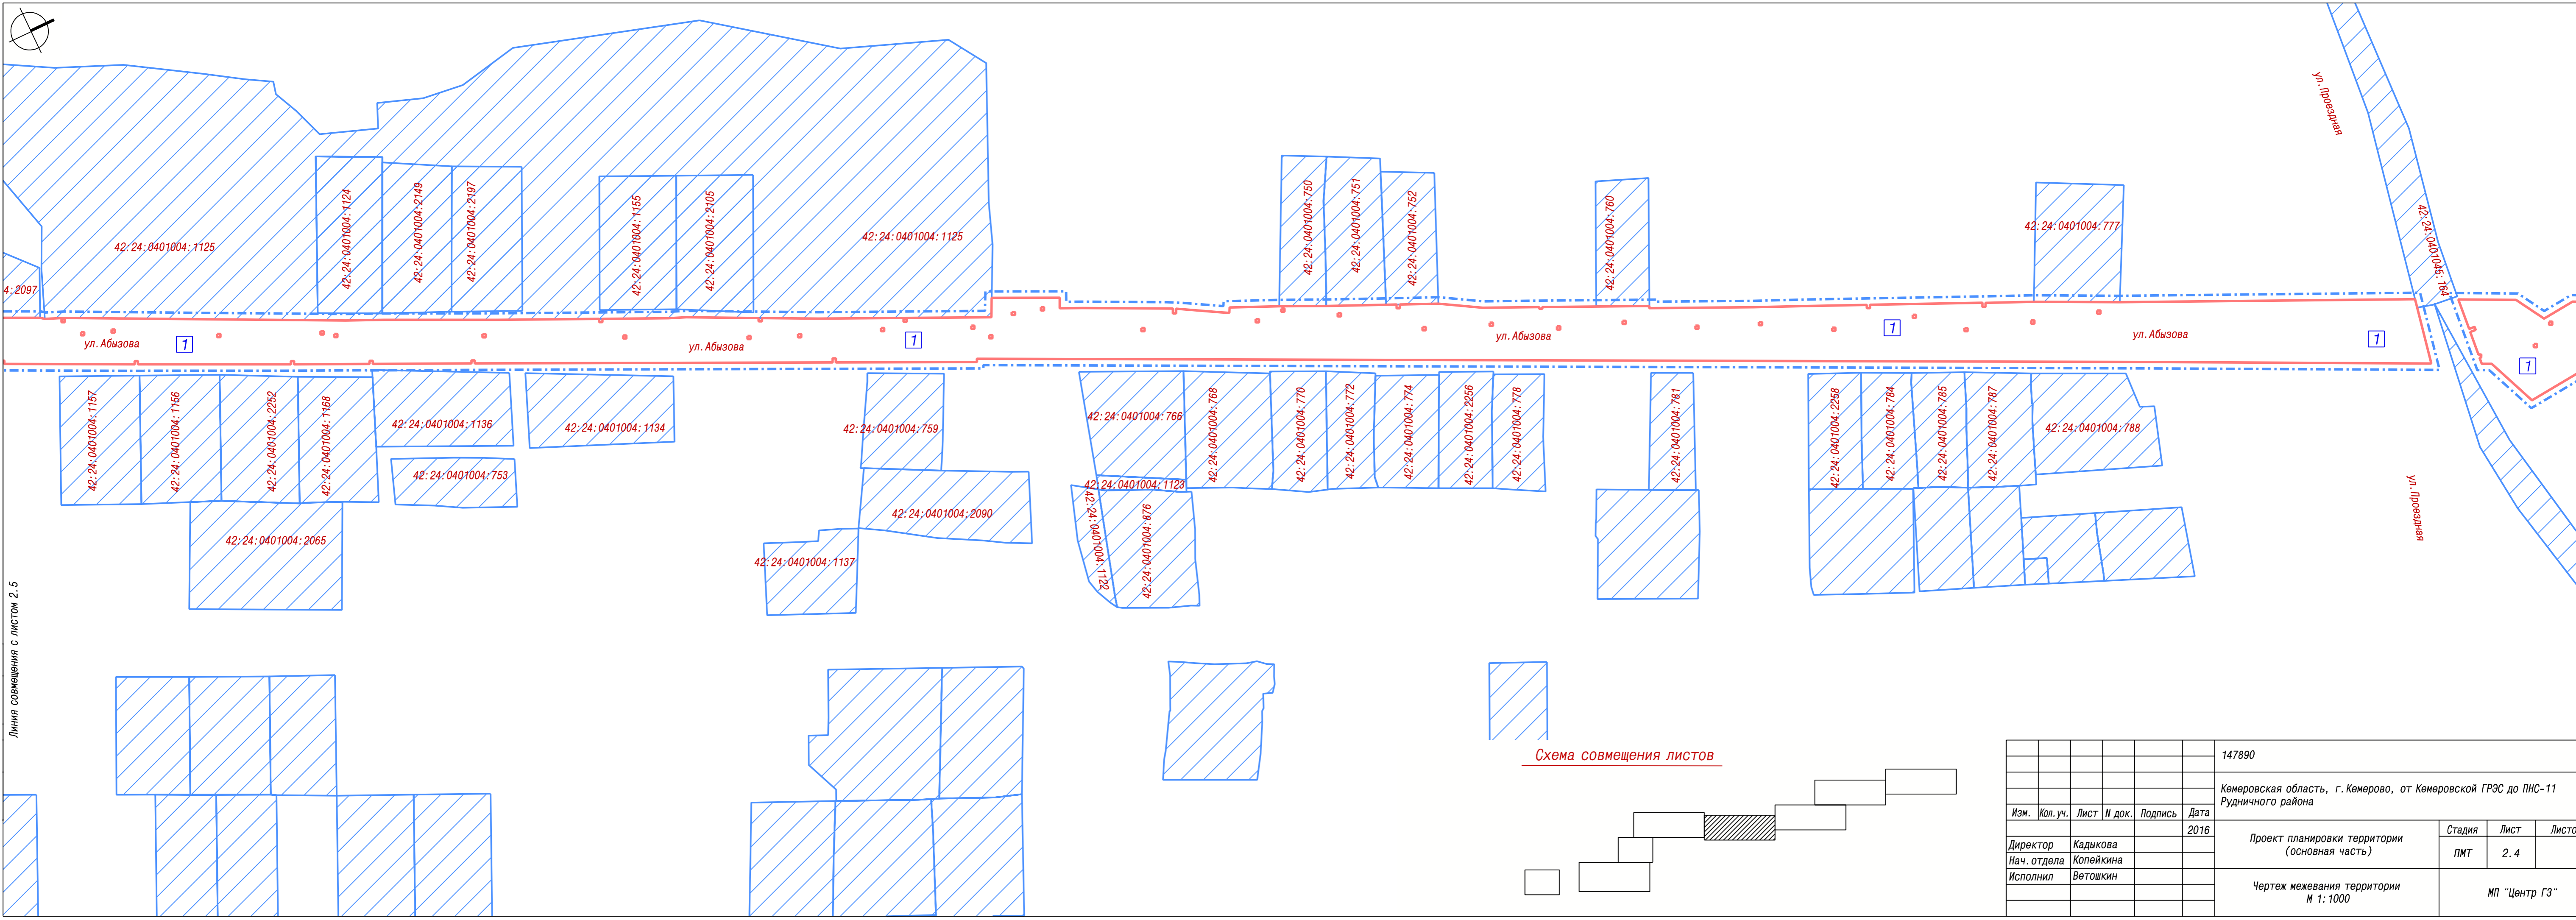 ул.Проездная
42:24:0401004:1124
42:24:0401004:2149
42:24:0401004:2197
42:24:0401004:1155
42:24:0401004:2105
42:24:0401004:750
42:24:0401004:751
42:24:0401004:752
42:24:0401004:760
42:24:0401004:777
42:24:0401045:164
42:24:0401004:1125
42:24:0401004:1125
4:2097
ул.Абызова
1
ул.Абызова
1
ул.Абызова
1
ул.Абызова
1
1
42:24:0401004:1157
42:24:0401004:1156
42:24:0401004:2252
42:24:0401004:1168
42:24:0401004:1136
42:24:0401004:1134
42:24:0401004:753
42:24:0401004:759
42:24:0401004:766
42:24:0401004:768
42:24:0401004:770
42:24:0401004:772
42:24:0401004:774
42:24:0401004:2256
42:24:0401004:778
42:24:0401004:781
42:24:0401004:2258
42:24:0401004:784
42:24:0401004:785
42:24:0401004:787
42:24:0401004:788
42:24:0401004:1123
42:24:0401004:2090
42:24:0401004:1122
42:24:0401004:876
42:24:0401004:2065
42:24:0401004:1137
ул.Проездная
Линия совмещения с листом 2.5
Схема совмещения листов
147890
Кемеровская область, г.Кемерово, от Кемеровской ГРЭС до ПНС-11
Рудничного района
Изм. Кол.уч. Лист N док. Подпись Дата
2016
Директор Кадыкова
Нач.отдела Копейкина
Исполнил Ветошкин
Проект планировки территории
(основная часть)
Стадия Лист Листо
ПМТ 2.4
Чертеж межевания территории
М 1:1000
МП "Центр ГЗ"